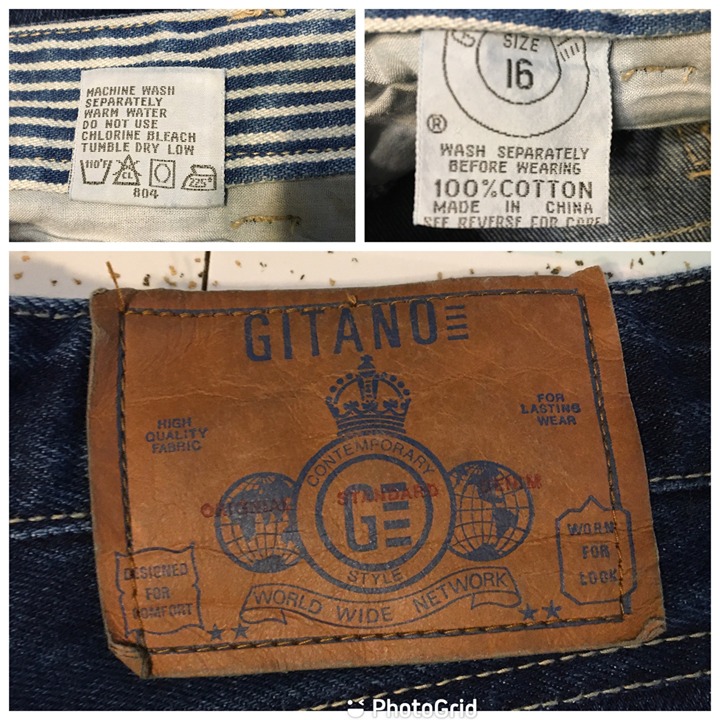 MACHINE WASH
SEPARATELY
WARM WATER
DO NOT USE
CHLORINE BLEACH
TUMBLE DRY LOW
110°F CL 225°
804
SIZE
16
®
WASH SEPARATELY
BEFORE WEARING
100% COTTON
MADE IN CHINA
SEE REVERSE FOR CARE
GITANO
HIGH
QUALITY
FABRIC
FOR
LASTING
WEAR
CONTEMPORARY
ORIGINAL STANDARD DENIM
G
STYLE
DESIGNED
FOR
COMFORT
WORN
FOR
LOOK
WORLD WIDE NETWORK
PhotoGrid